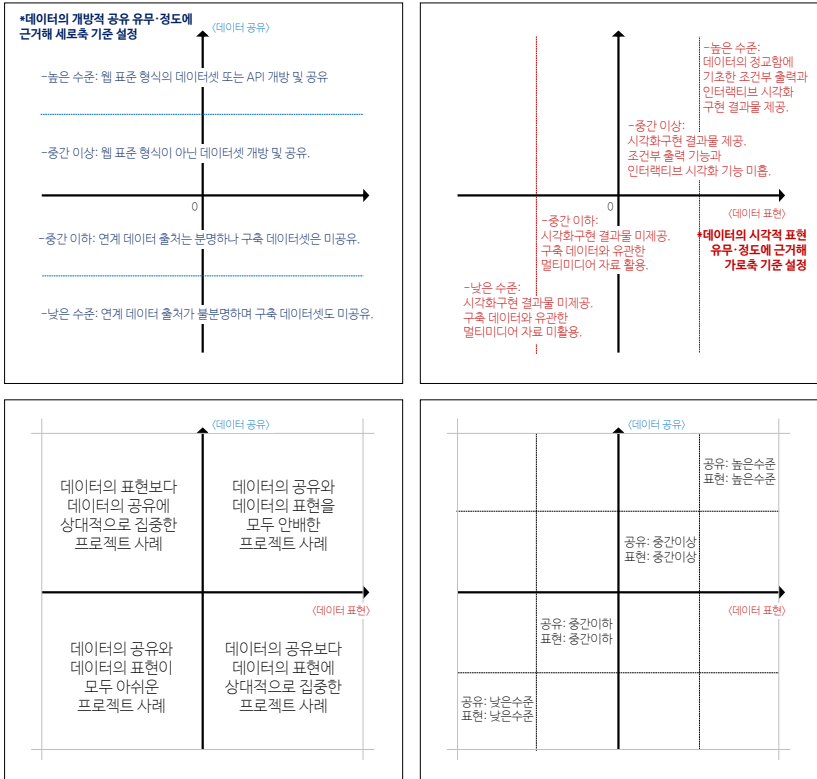 *데이터의 개방적 공유 유무·정도에
근거해 세로축 기준 설정
〈데이터 공유〉
-높은 수준: 웹 표준 형식의 데이터셋 또는 API 개방 및 공유
-중간 이상: 웹 표준 형식이 아닌 데이터셋 개방 및 공유.
0
-중간 이하: 연계 데이터 출처는 분명하나 구축 데이터셋은 미공유.
-낮은 수준: 연계 데이터 출처가 불분명하며 구축 데이터셋도 미공유.
-높은 수준:
데이터의 정교함에
기초한 조건부 출력과
인터랙티브 시각화
구현 결과물 제공.
-중간 이상:
시각화구현 결과물 제공.
조건부 출력 기능과
인터랙티브 시각화 기능 미흡.
0
〈데이터 표현〉
-중간 이하:
시각화구현 결과물 미제공.
구축 데이터와 유관한
멀티미디어 자료 활용.
*데이터의 시각적 표현
유무·정도에 근거해
가로축 기준 설정
-낮은 수준:
시각화구현 결과물 미제공.
구축 데이터와 유관한
멀티미디어 자료 미활용.
〈데이터 공유〉
데이터의 표현보다
데이터의 공유에
상대적으로 집중한
프로젝트 사례
데이터의 공유와
데이터의 표현을
모두 안배한
프로젝트 사례
〈데이터 표현〉
데이터의 공유와
데이터의 표현이
모두 아쉬운
프로젝트 사례
데이터의 공유보다
데이터의 표현에
상대적으로 집중한
프로젝트 사례
〈데이터 공유〉
공유: 높은수준
표현: 높은수준
공유: 중간이상
표현: 중간이상
〈데이터 표현〉
공유: 중간이하
표현: 중간이하
공유: 낮은수준
표현: 낮은수준